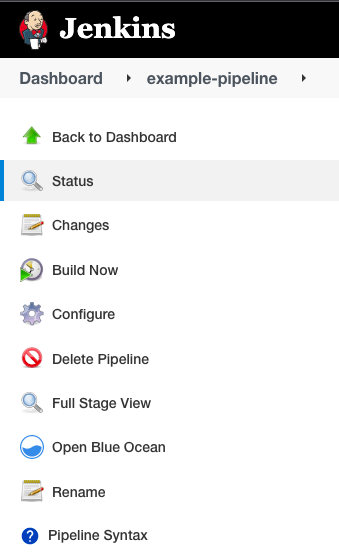 Jenkins
Dashboard example-pipeline
Back to Dashboard
Status
Changes
Build Now
Configure
Delete Pipeline
Full Stage View
Open Blue Ocean
Rename
? Pipeline Syntax